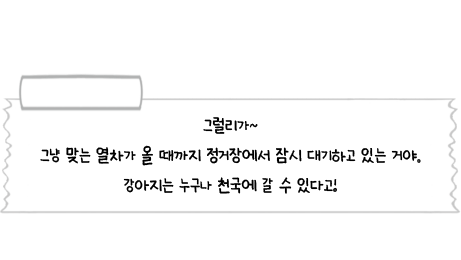 그럴리가~
그냥 맞는 열차가 올 때까지 정거장에서 잠시 대기하고 있는 거야.
강아지는 누구나 천국에 갈 수 있다고!